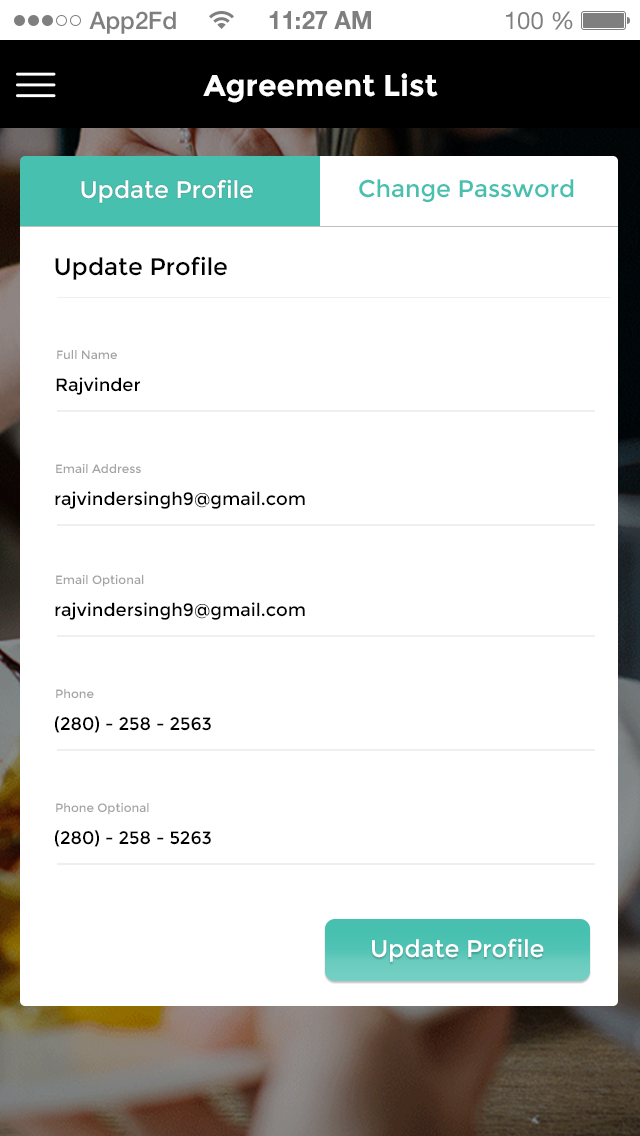 App2Fd 11:27 AM 100 %
Agreement List
Update Profile Change Password
Update Profile
Full Name
Rajvinder
Email Address
rajvindersingh9@gmail.com
Email Optional
rajvindersingh9@gmail.com
Phone
(280) - 258 - 2563
Phone Optional
(280) - 258 - 5263
Update Profile